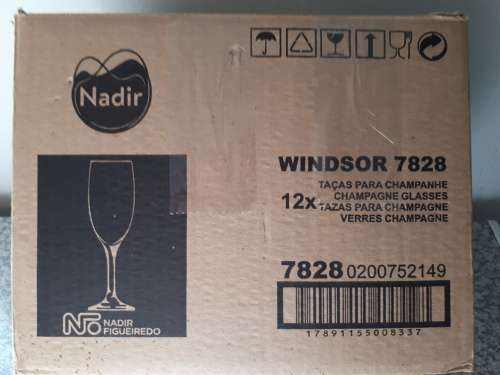 Nadir
WINDSOR 7828
12x
TAÇAS PARA CHAMPANHE
CHAMPAGNE GLASSES
TAZAS PARA CHAMPAGNE
VERRES CHAMPAGNE
7828 0200752149
17891155008337
NF
NADIR
FIGUEIREDO